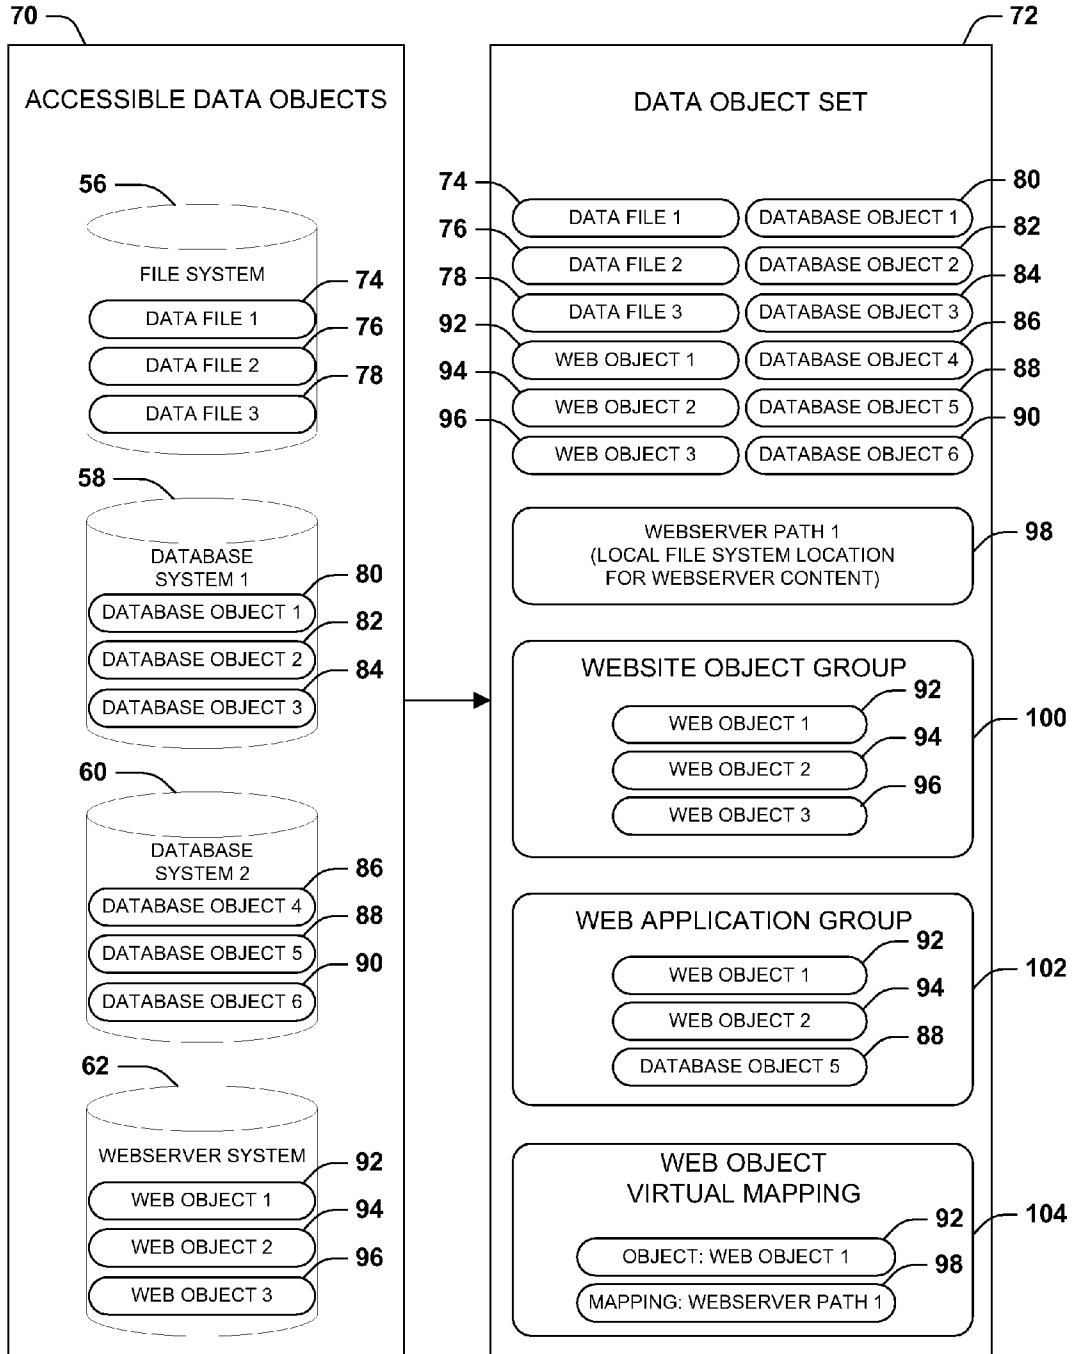 70
ACCESSIBLE DATA OBJECTS
56
FILE SYSTEM
74
DATA FILE 1
76
DATA FILE 2
78
DATA FILE 3
58
DATABASE
SYSTEM 1
80
DATABASE OBJECT 1
82
DATABASE OBJECT 2
84
DATABASE OBJECT 3
60
DATABASE
SYSTEM 2
86
DATABASE OBJECT 4
88
DATABASE OBJECT 5
90
DATABASE OBJECT 6
62
WEBSERVER SYSTEM
92
WEB OBJECT 1
94
WEB OBJECT 2
96
WEB OBJECT 3
72
DATA OBJECT SET
74
DATA FILE 1
80
DATABASE OBJECT 1
76
DATA FILE 2
82
DATABASE OBJECT 2
78
DATA FILE 3
84
DATABASE OBJECT 3
92
WEB OBJECT 1
86
DATABASE OBJECT 4
94
WEB OBJECT 2
88
DATABASE OBJECT 5
96
WEB OBJECT 3
90
DATABASE OBJECT 6
WEBSERVER PATH 1
(LOCAL FILE SYSTEM LOCATION
FOR WEBSERVER CONTENT)
98
WEBSITE OBJECT GROUP
92
WEB OBJECT 1
94
WEB OBJECT 2
96
WEB OBJECT 3
100
WEB APPLICATION GROUP
92
WEB OBJECT 1
94
WEB OBJECT 2
88
DATABASE OBJECT 5
102
WEB OBJECT
VIRTUAL MAPPING
92
OBJECT: WEB OBJECT 1
98
MAPPING: WEBSERVER PATH 1
104